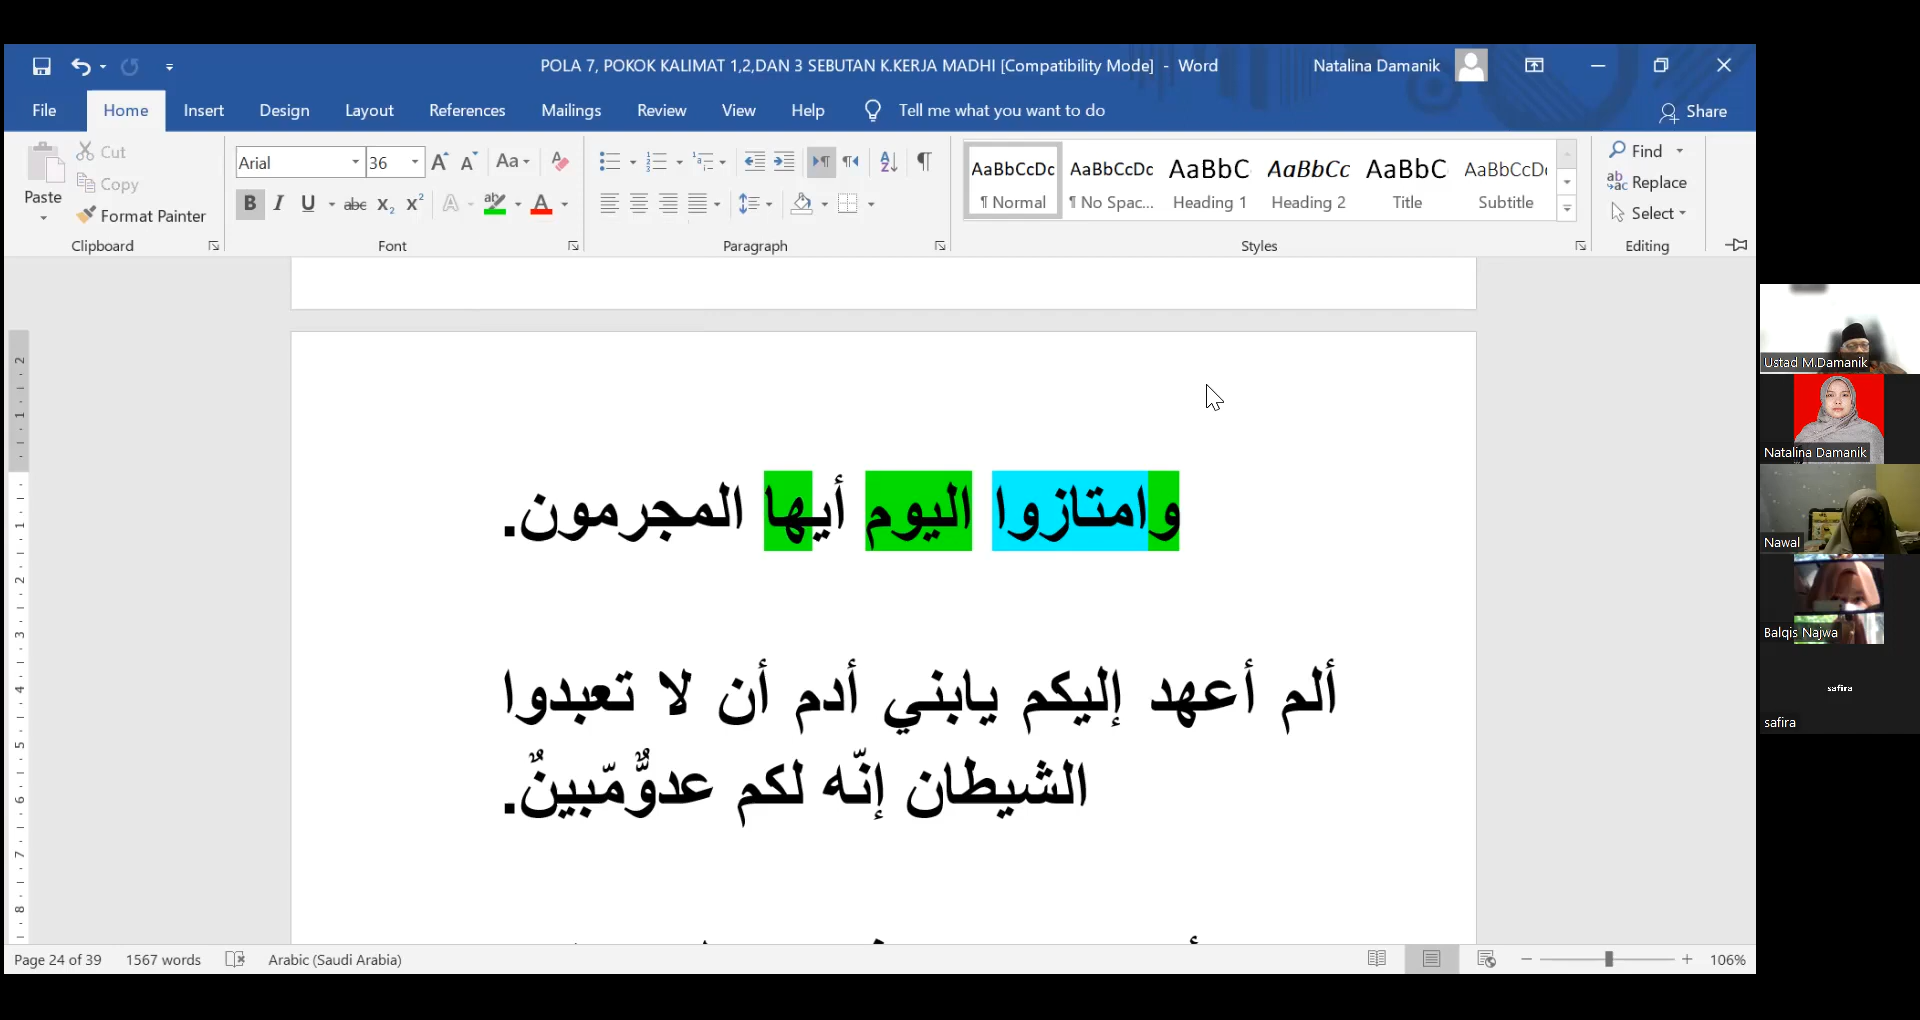 POLA 7, POKOK KALIMAT 1,2,DAN 3 SEBUTAN K.KERJA MADHI [Compatibility Mode] - Word
Natalina Damanik
File Home Insert Design Layout References Mailings Review View Help Tell me what you want to do Share
Paste
Cut
Copy
Format Painter
Clipboard
Arial 36
Font
Paragraph
AaBbCcDc AaBbCcDc AaBbC AaBbCc AaBbC AaBbCcD
¶ Normal ¶ No Spac... Heading 1 Heading 2 Title Subtitle
Styles
Find
Replace
Select
Editing
وامتازوا اليوم أيها المجرمون.
ألم أعهد إليكم يابني أدم أن لا تعبدوا
الشيطان إنّه لكم عدوٌّمّبينٌ.
Ustad M.Damanik
Natalina Damanik
Nawal
Balqis Najwa
safira
safira
Page 24 of 39 1567 words Arabic (Saudi Arabia) 106%